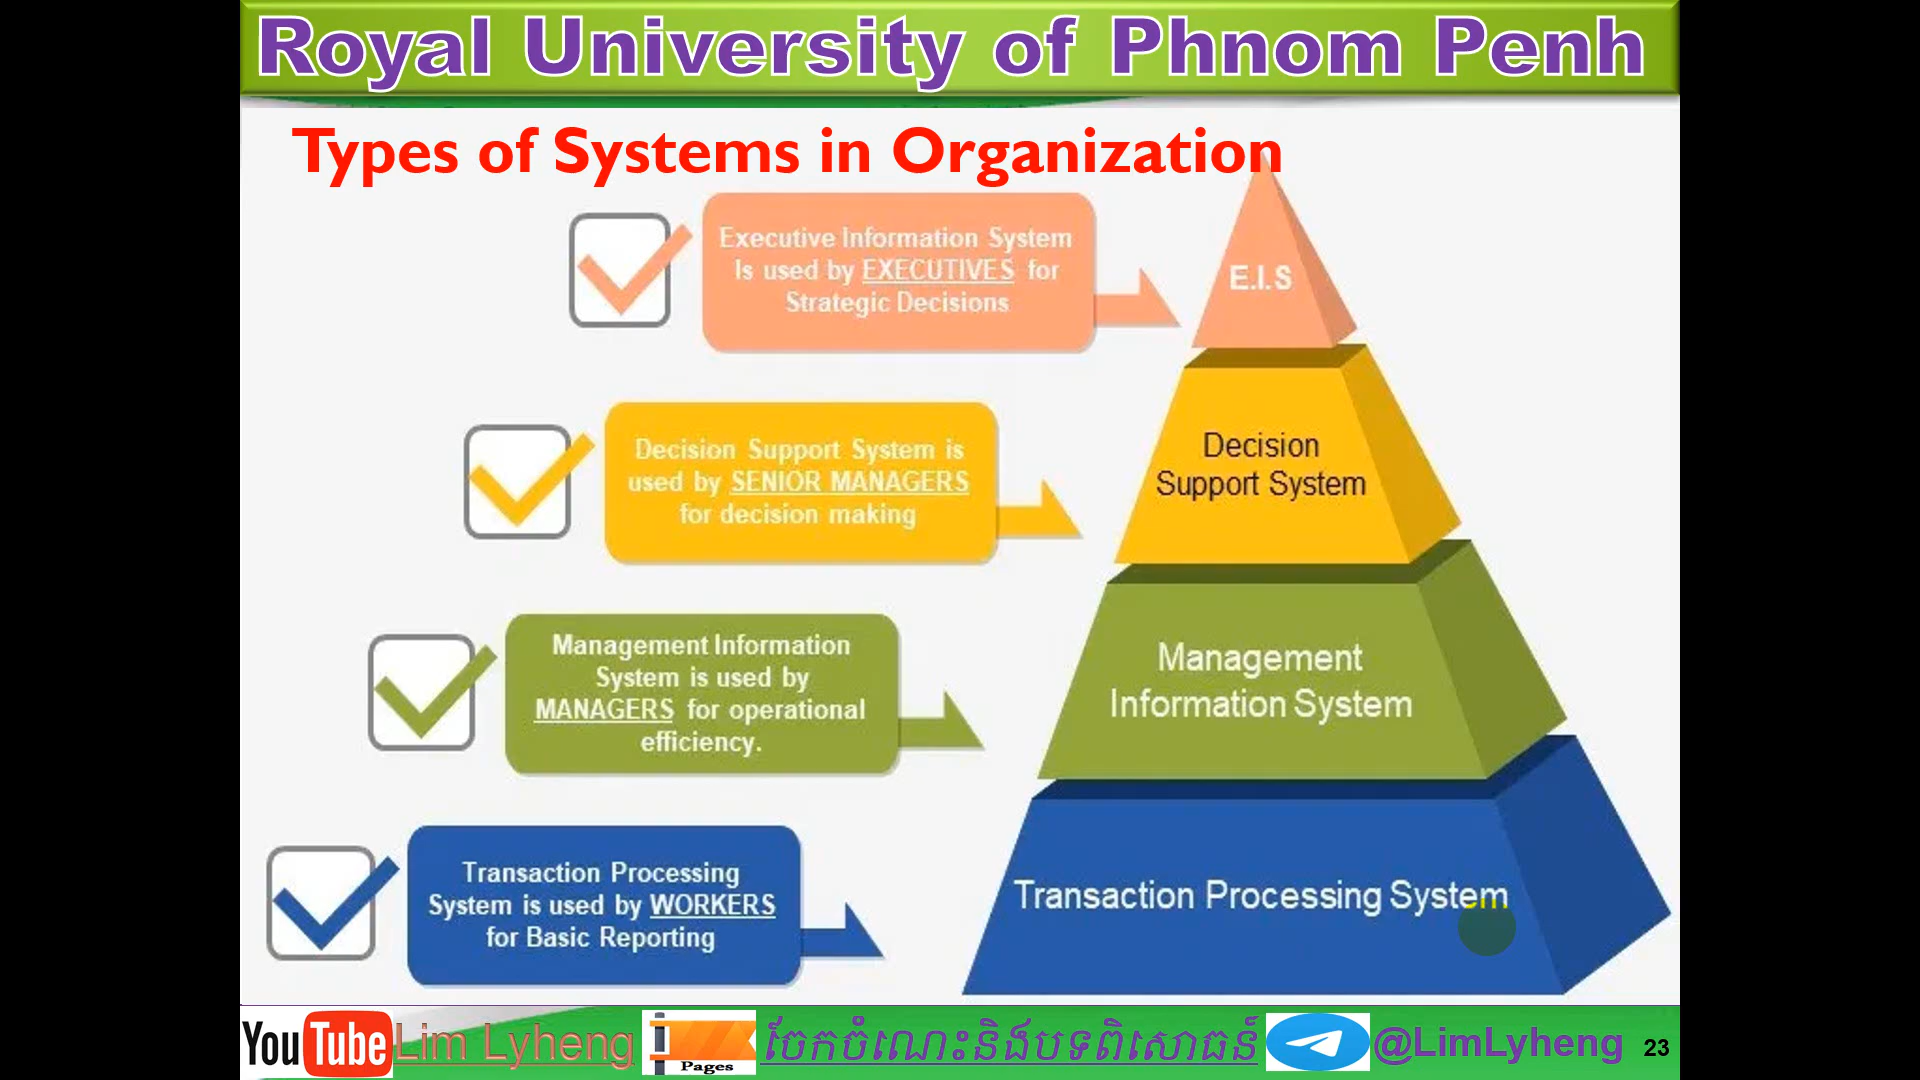 Royal University of Phnom Penh
Types of Systems in Organization
Executive Information System
Is used by EXECUTIVES for
Strategic Decisions
E.I.S
Decision Support System is
used by SENIOR MANAGERS
for decision making
Decision
Support System
Management Information
System is used by
MANAGERS for operational
efficiency.
Management
Information System
Transaction Processing
System is used by WORKERS
for Basic Reporting
Transaction Processing System
YouTube Lim Lyheng
Pages
ចែកចំណេះនិងបទពិសោធន៍
@LimLyheng
23